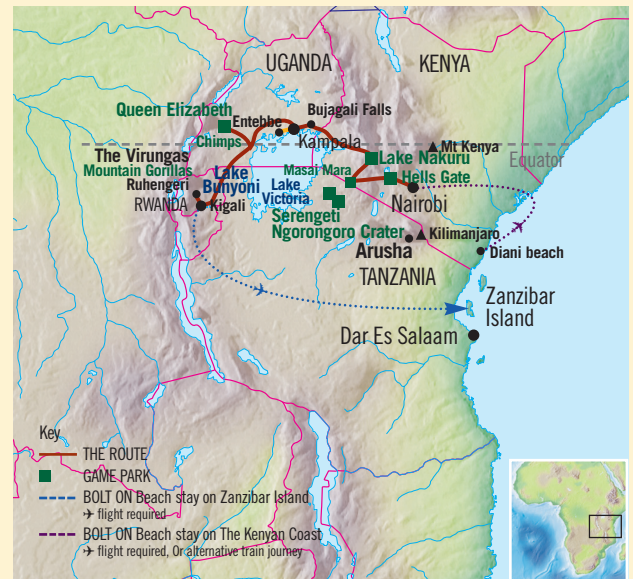 UGANDA
KENYA
Queen Elizabeth
Entebbe
Bujagali Falls
Chimps
Kampala
Mt Kenya
The Virungas
Mountain Gorillas
Lake
Bunyoni
Masai Mara
Lake Nakuru
Equator
Hells Gate
Ruhengeri
Lake
Victoria
RWANDA
Kigali
Nairobi
Serengeti
Ngorongoro Crater
Kilimanjaro
Arusha
Diani beach
TANZANIA
Zanzibar
Island
Dar Es Salaam
Key
THE ROUTE
GAME PARK
BOLT ON Beach stay on Zanzibar Island
✈ flight required
BOLT ON Beach stay on The Kenyan Coast
✈ flight required, Or alternative train journey